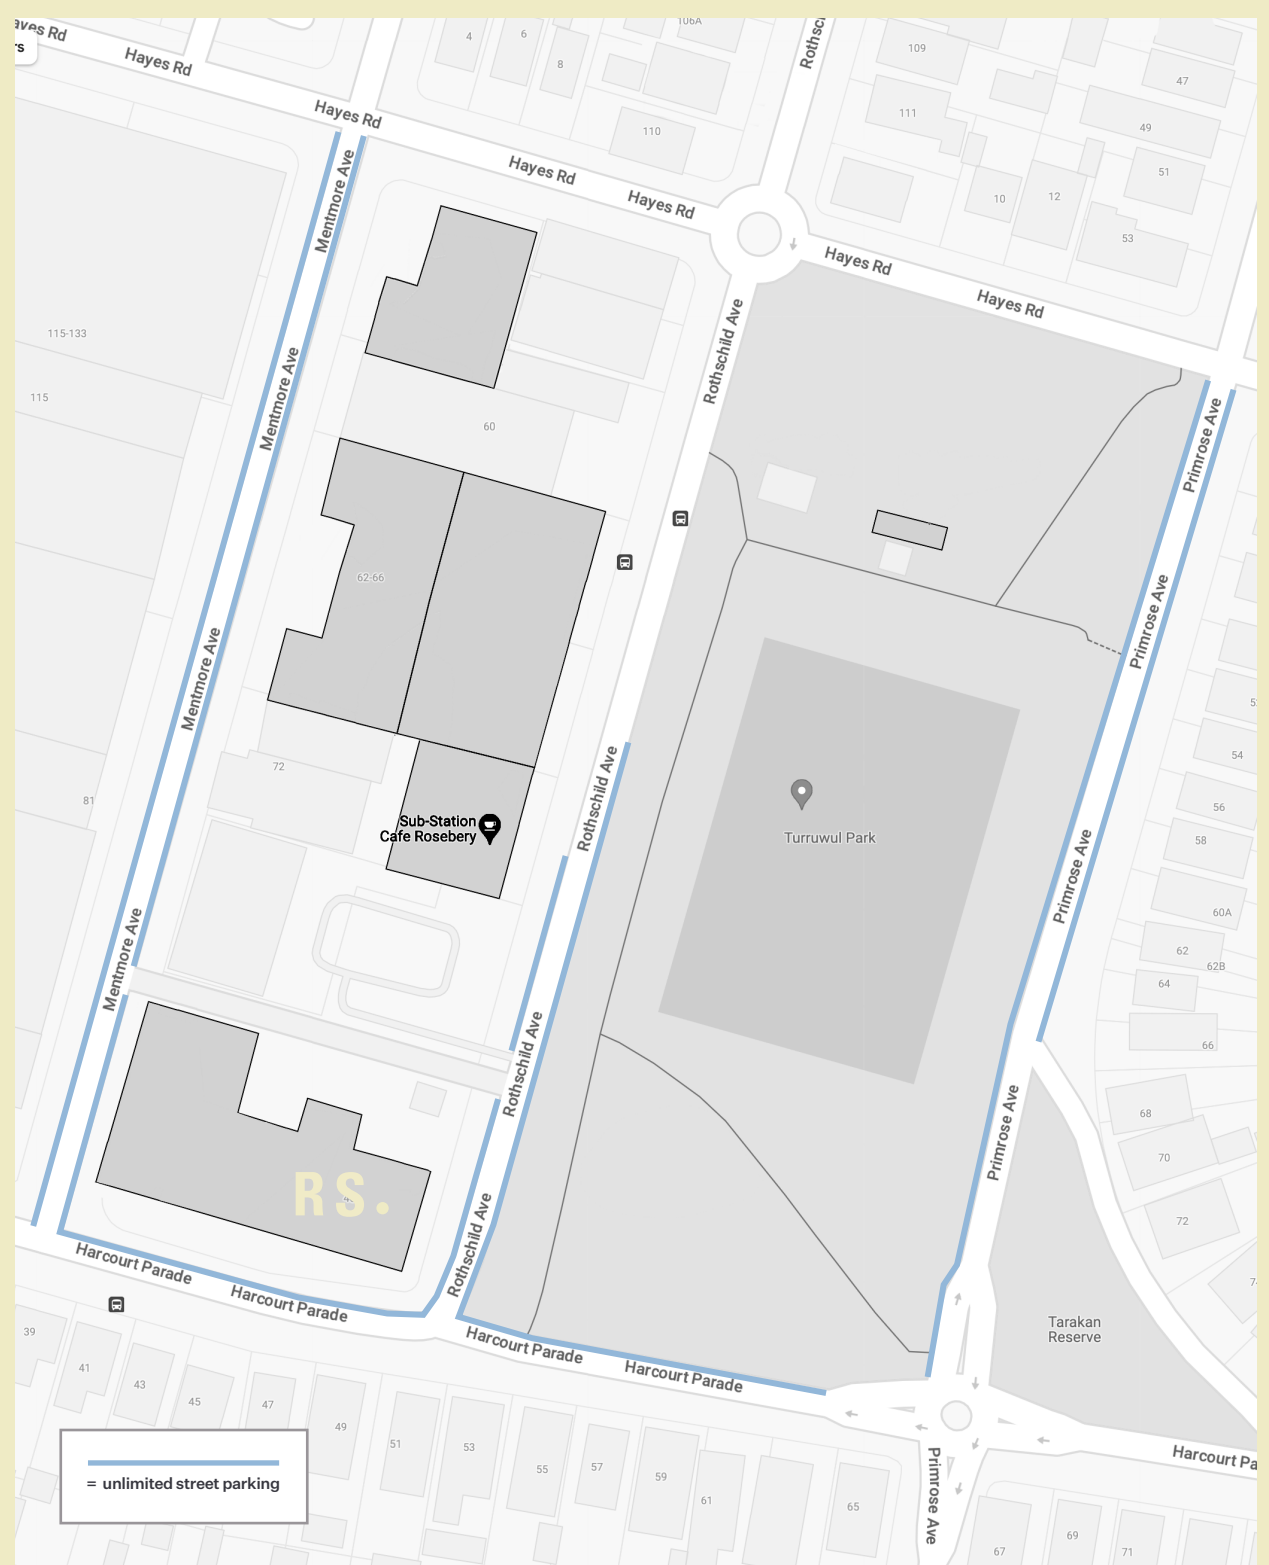 ayes Rd
rs
Hayes Rd
Hayes Rd
Hayes Rd
Hayes Rd
Hayes Rd
Hayes Rd
4
6
8
106A
110
Rothsc
109
111
47
49
51
10
12
53
Mentmore Ave
Mentmore Ave
Mentmore Ave
Mentmore Ave
115-133
115
60
62-66
72
81
Rothschild Ave
Rothschild Ave
Rothschild Ave
Rothschild Ave
Sub-Station
Cafe Rosebery
Turruwul Park
Primrose Ave
Primrose Ave
Primrose Ave
Primrose Ave
54
56
58
60A
62
62B
64
66
68
70
72
RS.
Harcourt Parade
Harcourt Parade
Harcourt Parade
Harcourt Parade
Tarakan
Reserve
Harcourt Pa
Primrose Ave
39
41
43
45
47
49
51
53
55
57
59
61
65
67
69
71
= unlimited street parking